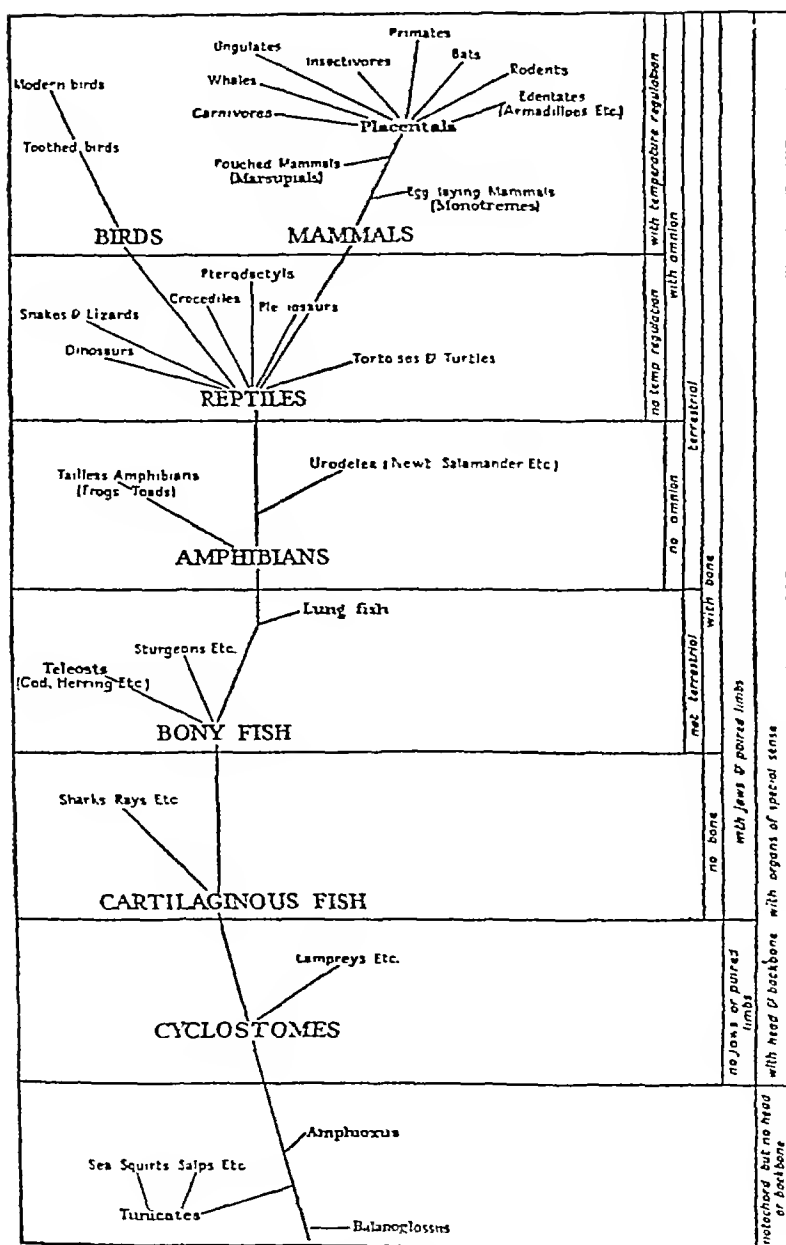 Primates
Ungulates
Insectivores
Bats
Modern birds
Whales
Rodents
Carnivores
Edentates
(Armadilloes Etc)
Placentals
Toothed birds
Pouched Mammals
(Marsupials)
Egg laying Mammals
(Monotremes)
BIRDS
MAMMALS
Pterodactyls
Crocodiles
Snakes & Lizards
Dinosaurs
Tortoises & Turtles
REPTILES
Tailless Amphibians
(Frogs Toads)
Urodeles (Newt Salamander Etc)
AMPHIBIANS
Lung fish
Sturgeons Etc.
Teleosts
(Cod, Herring Etc)
BONY FISH
Sharks Rays Etc
CARTILAGINOUS FISH
Lampreys Etc.
CYCLOSTOMES
Amphioxus
Sea Squirts Salps Etc
Tunicates
Balanoglossus
with temperature regulation
no temp regulation
with amnion
no amnion
terrestrial
not terrestrial
with bone
no bone
with jaws & paired limbs
no jaws or paired
limbs
with head & backbone with organs of special sense
notochord but no head
or backbone